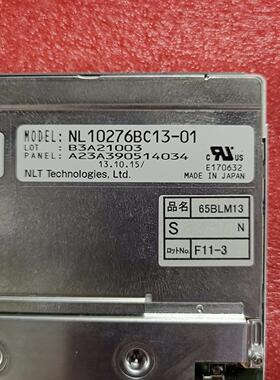 MODEL: NL10276BC13-01
LOT : B3A21003
PANEL: A23A390514034
13.10.15/
NLT Technologies, Ltd.
c US
E170632
MADE IN JAPAN
品名 65BLM13
S N
ロットNo. F11-3